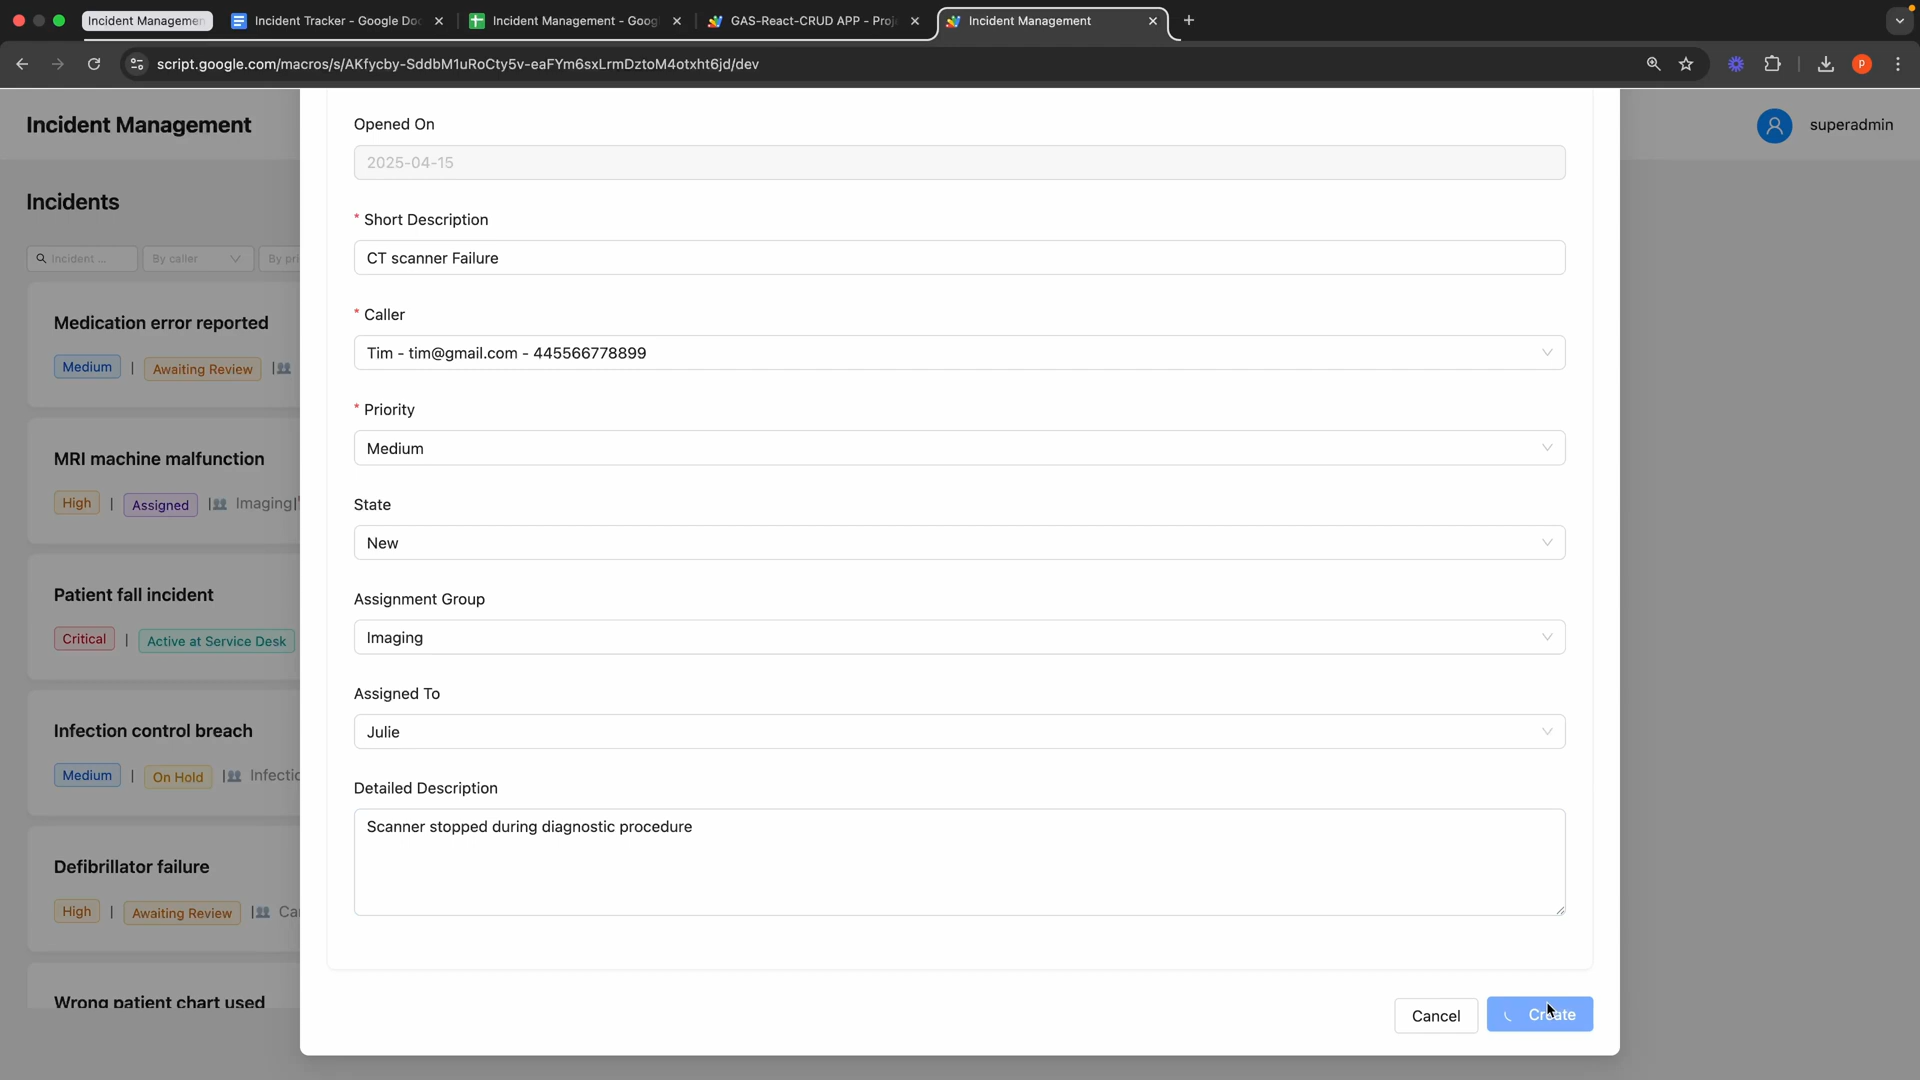 Incident Managemen
Incident Tracker - Google Do
Incident Management - Goog
GAS-React-CRUD APP - Proj
Incident Management
script.google.com/macros/s/AKfycby-SddbM1uRoCty5v-eaFYm6sxLrmDztoM4otxht6jd/dev
P
Incident Management
superadmin
Incidents
Incident ...
By caller
By pri
Medication error reported
Medium | Awaiting Review |
MRI machine malfunction
High | Assigned | Imaging|
Patient fall incident
Critical | Active at Service Desk
Infection control breach
Medium | On Hold | Infectio
Defibrillator failure
High | Awaiting Review | Ca
Wrong patient chart used
Opened On
2025-04-15
* Short Description
CT scanner Failure
* Caller
Tim - tim@gmail.com - 445566778899
* Priority
Medium
State
New
Assignment Group
Imaging
Assigned To
Julie
Detailed Description
Scanner stopped during diagnostic procedure
Cancel
Create